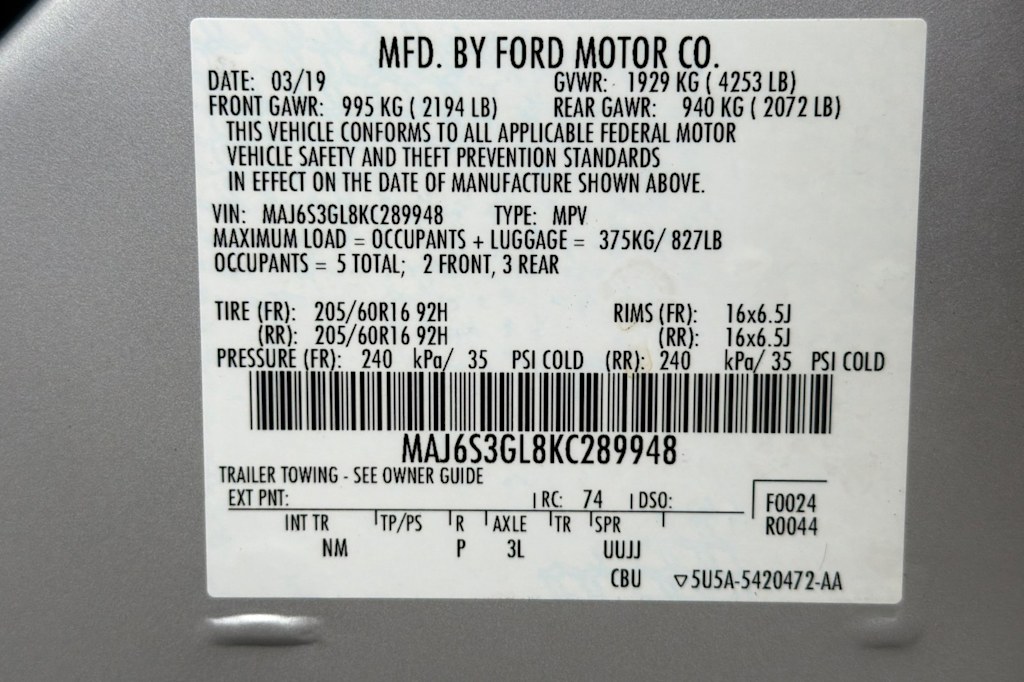 MFD. BY FORD MOTOR CO.
DATE: 03/19 GVWR: 1929 KG ( 4253 LB)
FRONT GAWR: 995 KG ( 2194 LB) REAR GAWR: 940 KG ( 2072 LB)
THIS VEHICLE CONFORMS TO ALL APPLICABLE FEDERAL MOTOR
VEHICLE SAFETY AND THEFT PREVENTION STANDARDS
IN EFFECT ON THE DATE OF MANUFACTURE SHOWN ABOVE.
VIN: MAJ6S3GL8KC289948 TYPE: MPV
MAXIMUM LOAD = OCCUPANTS + LUGGAGE = 375KG/ 827LB
OCCUPANTS = 5 TOTAL; 2 FRONT, 3 REAR
TIRE (FR): 205/60R16 92H RIMS (FR): 16x6.5J
(RR): 205/60R16 92H (RR): 16x6.5J
PRESSURE (FR): 240 kPa/ 35 PSI COLD (RR): 240 kPa/ 35 PSI COLD
MAJ6S3GL8KC289948
TRAILER TOWING - SEE OWNER GUIDE
EXT PNT: RC: 74 DSO: F0024
INT TR TP/PS R AXLE TR SPR R0044
NM P 3L UUJJ
CBU ▽5U5A-5420472-AA